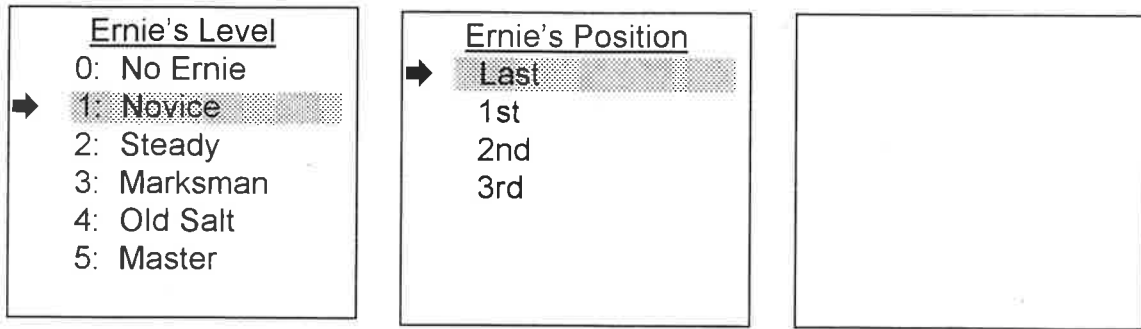 Ernie's Level
0: No Ernie
1: Novice
2: Steady
3: Marksman
4: Old Salt
5: Master
Ernie's Position
Last
1st
2nd
3rd